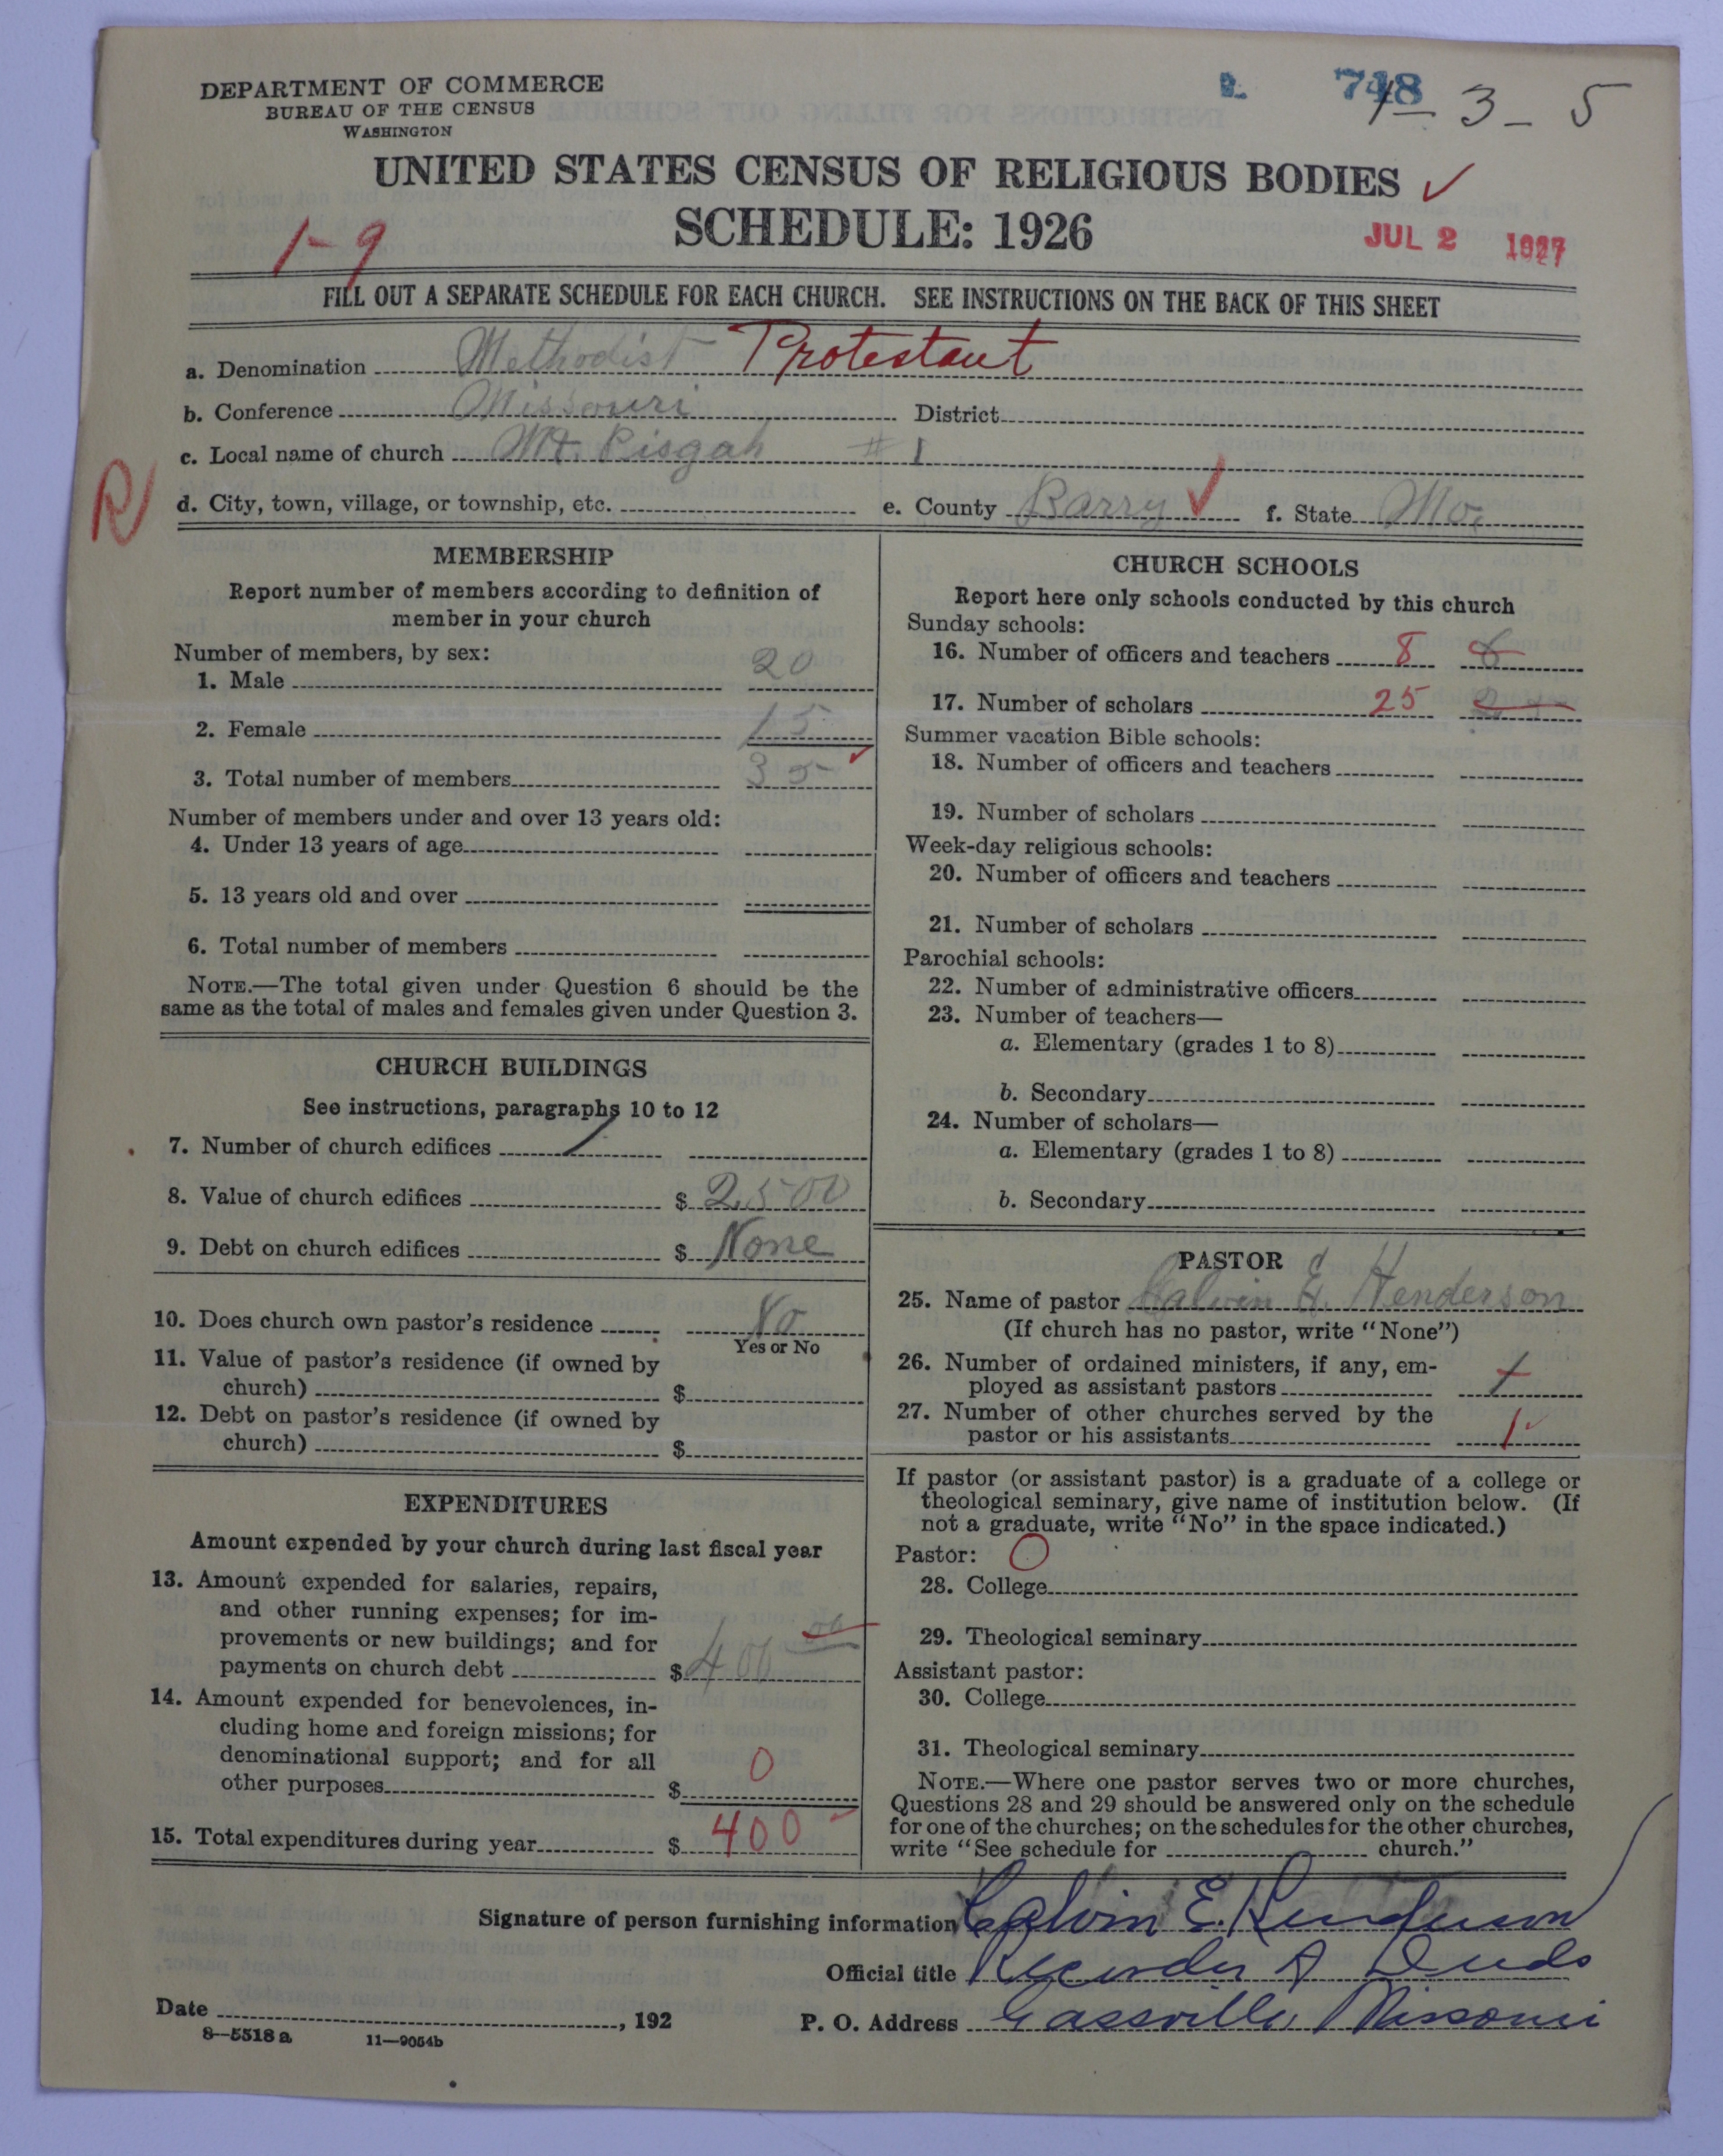 DEPARTMENT OF COMMERCE
BUREAU OF THE CENSUS
WASHINGTON
748
1-3-5
UNITED STATES CENSUS OF RELIGIOUS BODIES ✓
SCHEDULE: 1926
1-9
JUL 2 1927
FILL OUT A SEPARATE SCHEDULE FOR EACH CHURCH. SEE INSTRUCTIONS ON THE BACK OF THIS SHEET
a. Denomination Methodist Protestant
b. Conference Missouri District
c. Local name of church Mt. Pisgah # 1
R
d. City, town, village, or township, etc. e. County Barry ✓ f. State Mo.
MEMBERSHIP
Report number of members according to definition of
member in your church
Number of members, by sex:
1. Male 20
2. Female 15
3. Total number of members 35 ✓
Number of members under and over 13 years old:
4. Under 13 years of age
5. 13 years old and over
6. Total number of members
NOTE.—The total given under Question 6 should be the
same as the total of males and females given under Question 3.
CHURCH BUILDINGS
See instructions, paragraphs 10 to 12
7. Number of church edifices 1
8. Value of church edifices $ 2500
9. Debt on church edifices $ None
10. Does church own pastor's residence No
Yes or No
11. Value of pastor's residence (if owned by
church) $
12. Debt on pastor's residence (if owned by
church) $
EXPENDITURES
Amount expended by your church during last fiscal year
13. Amount expended for salaries, repairs,
and other running expenses; for im-
provements or new buildings; and for
payments on church debt $ 400 00
14. Amount expended for benevolences, in-
cluding home and foreign missions; for
denominational support; and for all
other purposes $ 0
15. Total expenditures during year $ 400
CHURCH SCHOOLS
Report here only schools conducted by this church
Sunday schools:
16. Number of officers and teachers 8
17. Number of scholars 25
Summer vacation Bible schools:
18. Number of officers and teachers
19. Number of scholars
Week-day religious schools:
20. Number of officers and teachers
21. Number of scholars
Parochial schools:
22. Number of administrative officers
23. Number of teachers—
a. Elementary (grades 1 to 8)
b. Secondary
24. Number of scholars—
a. Elementary (grades 1 to 8)
b. Secondary
PASTOR
25. Name of pastor Calvin E. Henderson
(If church has no pastor, write "None")
26. Number of ordained ministers, if any, em-
ployed as assistant pastors
27. Number of other churches served by the
pastor or his assistants 1
If pastor (or assistant pastor) is a graduate of a college or
theological seminary, give name of institution below. (If
not a graduate, write "No" in the space indicated.)
Pastor: O
28. College
29. Theological seminary
Assistant pastor:
30. College
31. Theological seminary
NOTE.—Where one pastor serves two or more churches,
Questions 28 and 29 should be answered only on the schedule
for one of the churches; on the schedules for the other churches,
write "See schedule for church."
Signature of person furnishing information Calvin E. Henderson
Official title Recorder of Deeds
Date , 192 P. O. Address Cassville, Missouri
8—5518 a 11—9054b